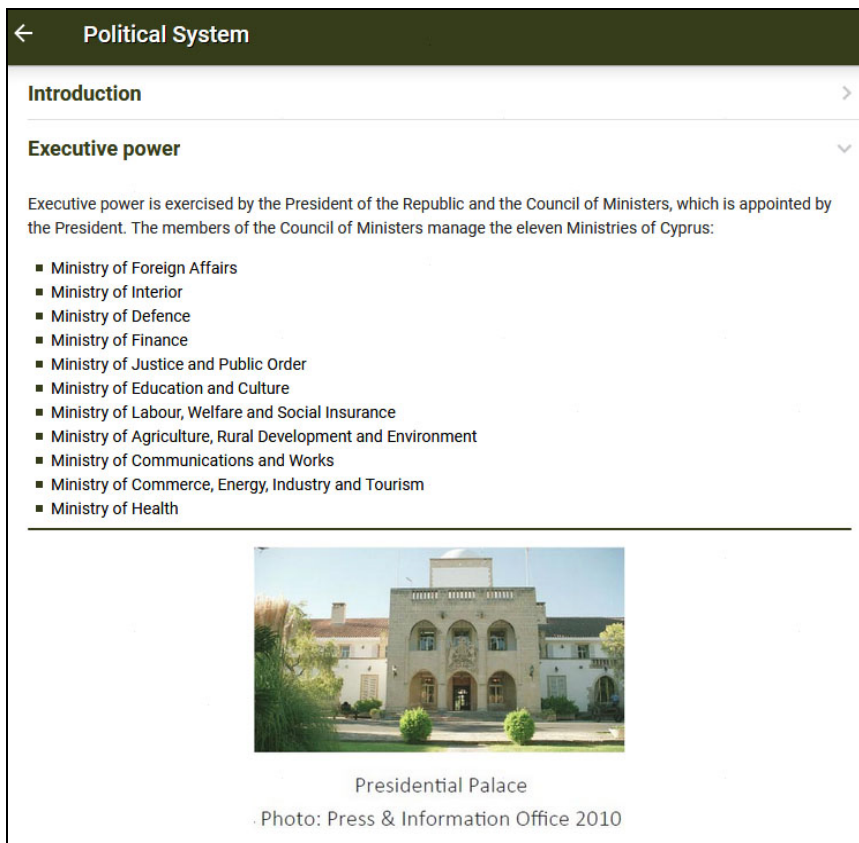 Political System
Introduction
Executive power
Executive power is exercised by the President of the Republic and the Council of Ministers, which is appointed by
the President. The members of the Council of Ministers manage the eleven Ministries of Cyprus:
Ministry of Foreign Affairs
Ministry of Interior
Ministry of Defence
Ministry of Finance
Ministry of Justice and Public Order
Ministry of Education and Culture
Ministry of Labour, Welfare and Social Insurance
Ministry of Agriculture, Rural Development and Environment
Ministry of Communications and Works
Ministry of Commerce, Energy, Industry and Tourism
Ministry of Health
Presidential Palace
Photo: Press & Information Office 2010